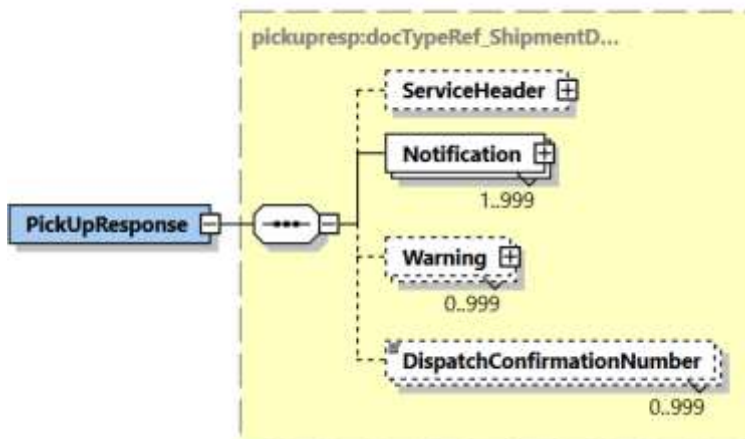 pickupresp:docTypeRef_ShipmentD...
ServiceHeader
Notification
1..999
PickUpResponse
Warning
0..999
DispatchConfirmationNumber
0..999